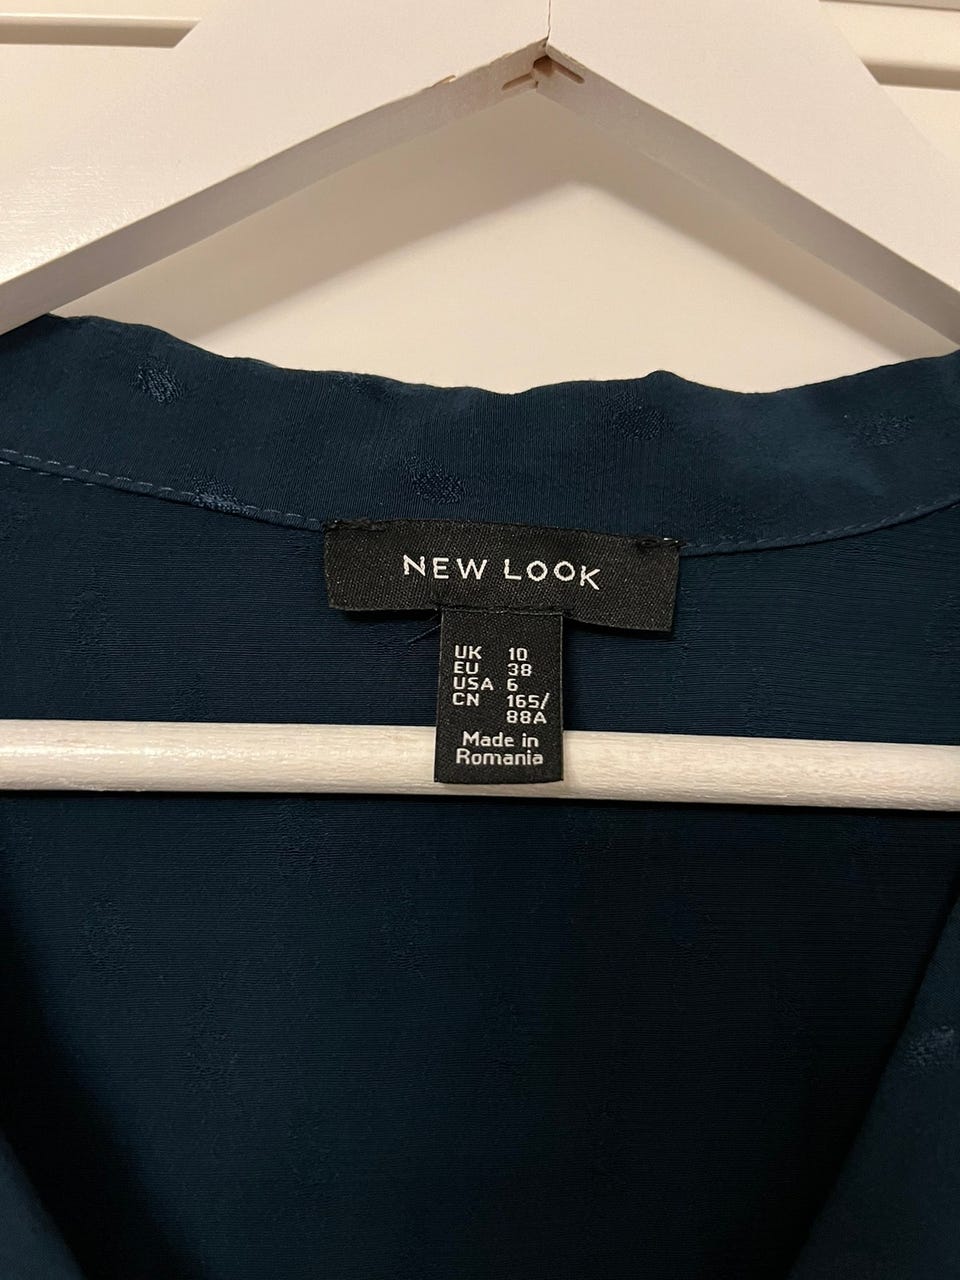 NEW LOOK
UK 10
EU 38
USA 6
CN 165/
88A
Made in
Romania